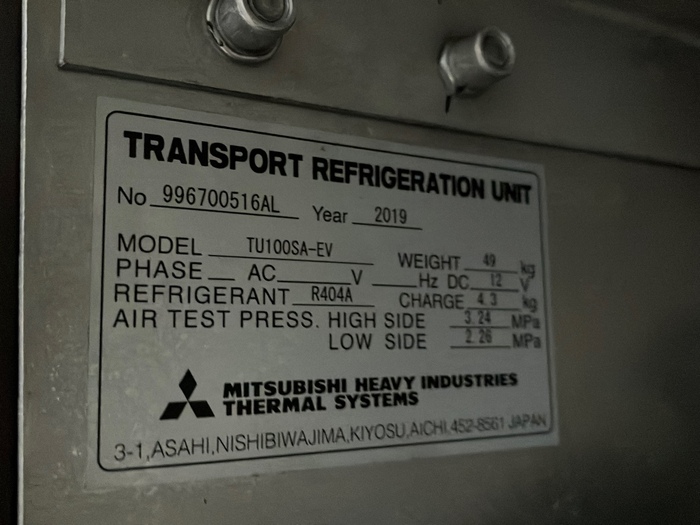 TRANSPORT REFRIGERATION UNIT
No 996700516AL Year 2019
MODEL TU100SA-EV WEIGHT 49 kg
PHASE AC V Hz DC 12 V
REFRIGERANT R404A CHARGE 4.3 kg
AIR TEST PRESS. HIGH SIDE 3.24 MPa
LOW SIDE 2.26 MPa
MITSUBISHI HEAVY INDUSTRIES
THERMAL SYSTEMS
3-1,ASAHI,NISHIBIWAJIMA,KIYOSU,AICHI,452-8561 JAPAN